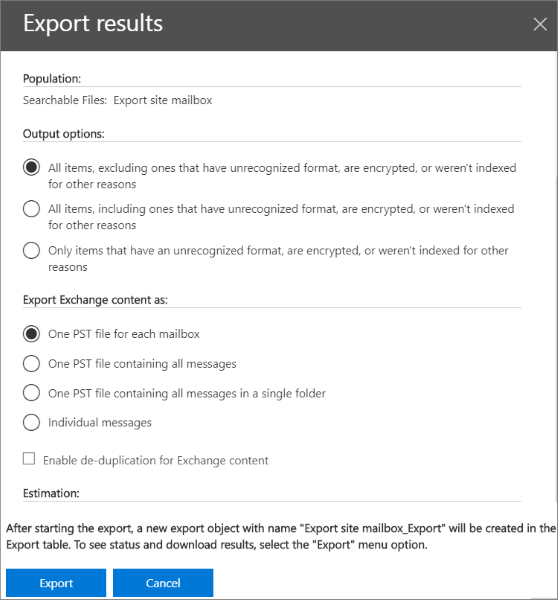 Export results
Population:
Searchable Files: Export site mailbox
Output options:
All items, excluding ones that have unrecognized format, are encrypted, or weren't indexed
for other reasons
All items, including ones that have unrecognized format, are encrypted, or weren't indexed
for other reasons
Only items that have an unrecognized format, are encrypted, or weren't indexed for other
reasons
Export Exchange content as:
One PST file for each mailbox
One PST file containing all messages
One PST file containing all messages in a single folder
Individual messages
Enable de-duplication for Exchange content
Estimation:
After starting the export, a new export object with name "Export site mailbox_Export" will be created in the
Export table. To see status and download results, select the "Export" menu option.
Export
Cancel